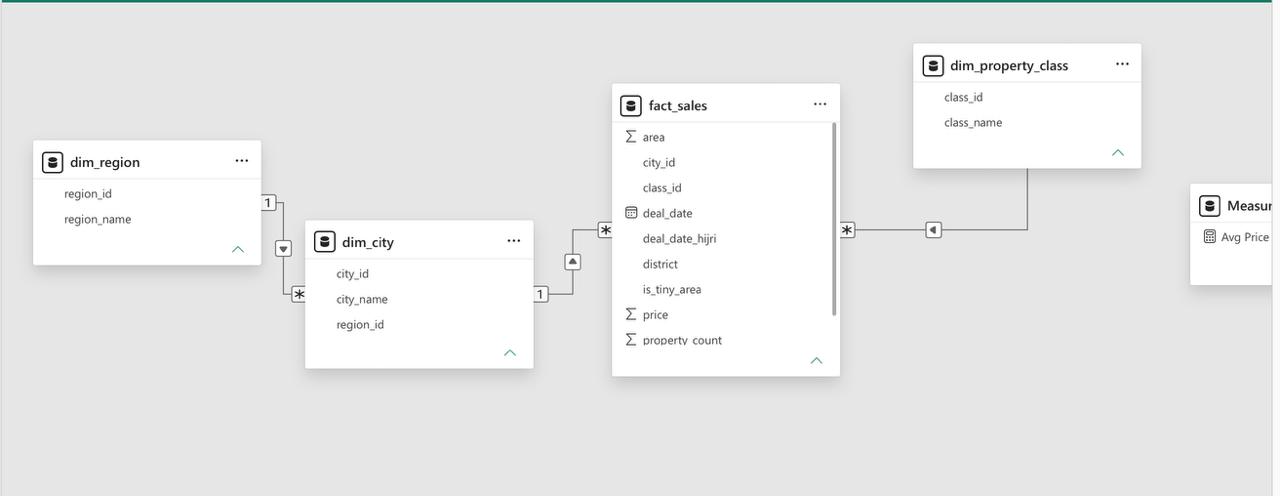 dim_region
region_id
region_name
1
*
dim_city
city_id
city_name
region_id
1
*
fact_sales
area
city_id
class_id
deal_date
deal_date_hijri
district
is_tiny_area
price
property_count
*
dim_property_class
class_id
class_name
Measur
Avg Price